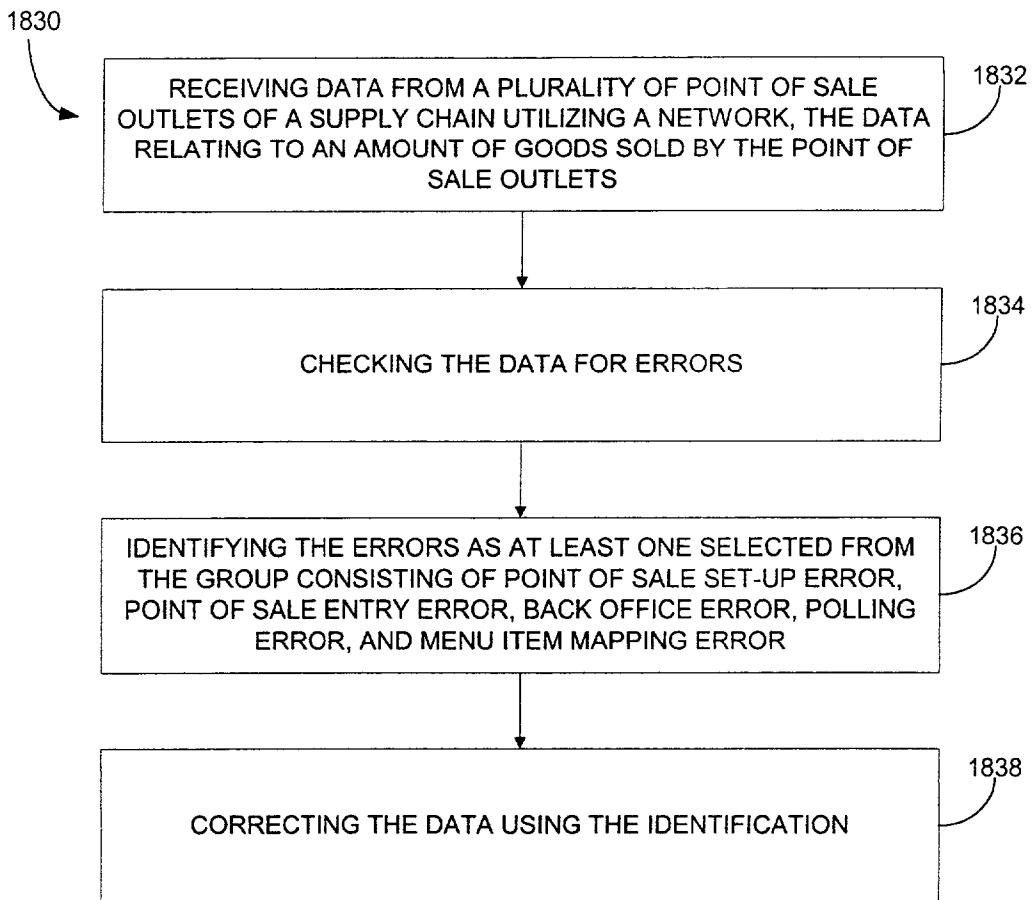 1830
1832
RECEIVING DATA FROM A PLURALITY OF POINT OF SALE
OUTLETS OF A SUPPLY CHAIN UTILIZING A NETWORK, THE DATA
RELATING TO AN AMOUNT OF GOODS SOLD BY THE POINT OF
SALE OUTLETS
1834
CHECKING THE DATA FOR ERRORS
1836
IDENTIFYING THE ERRORS AS AT LEAST ONE SELECTED FROM
THE GROUP CONSISTING OF POINT OF SALE SET-UP ERROR,
POINT OF SALE ENTRY ERROR, BACK OFFICE ERROR, POLLING
ERROR, AND MENU ITEM MAPPING ERROR
1838
CORRECTING THE DATA USING THE IDENTIFICATION